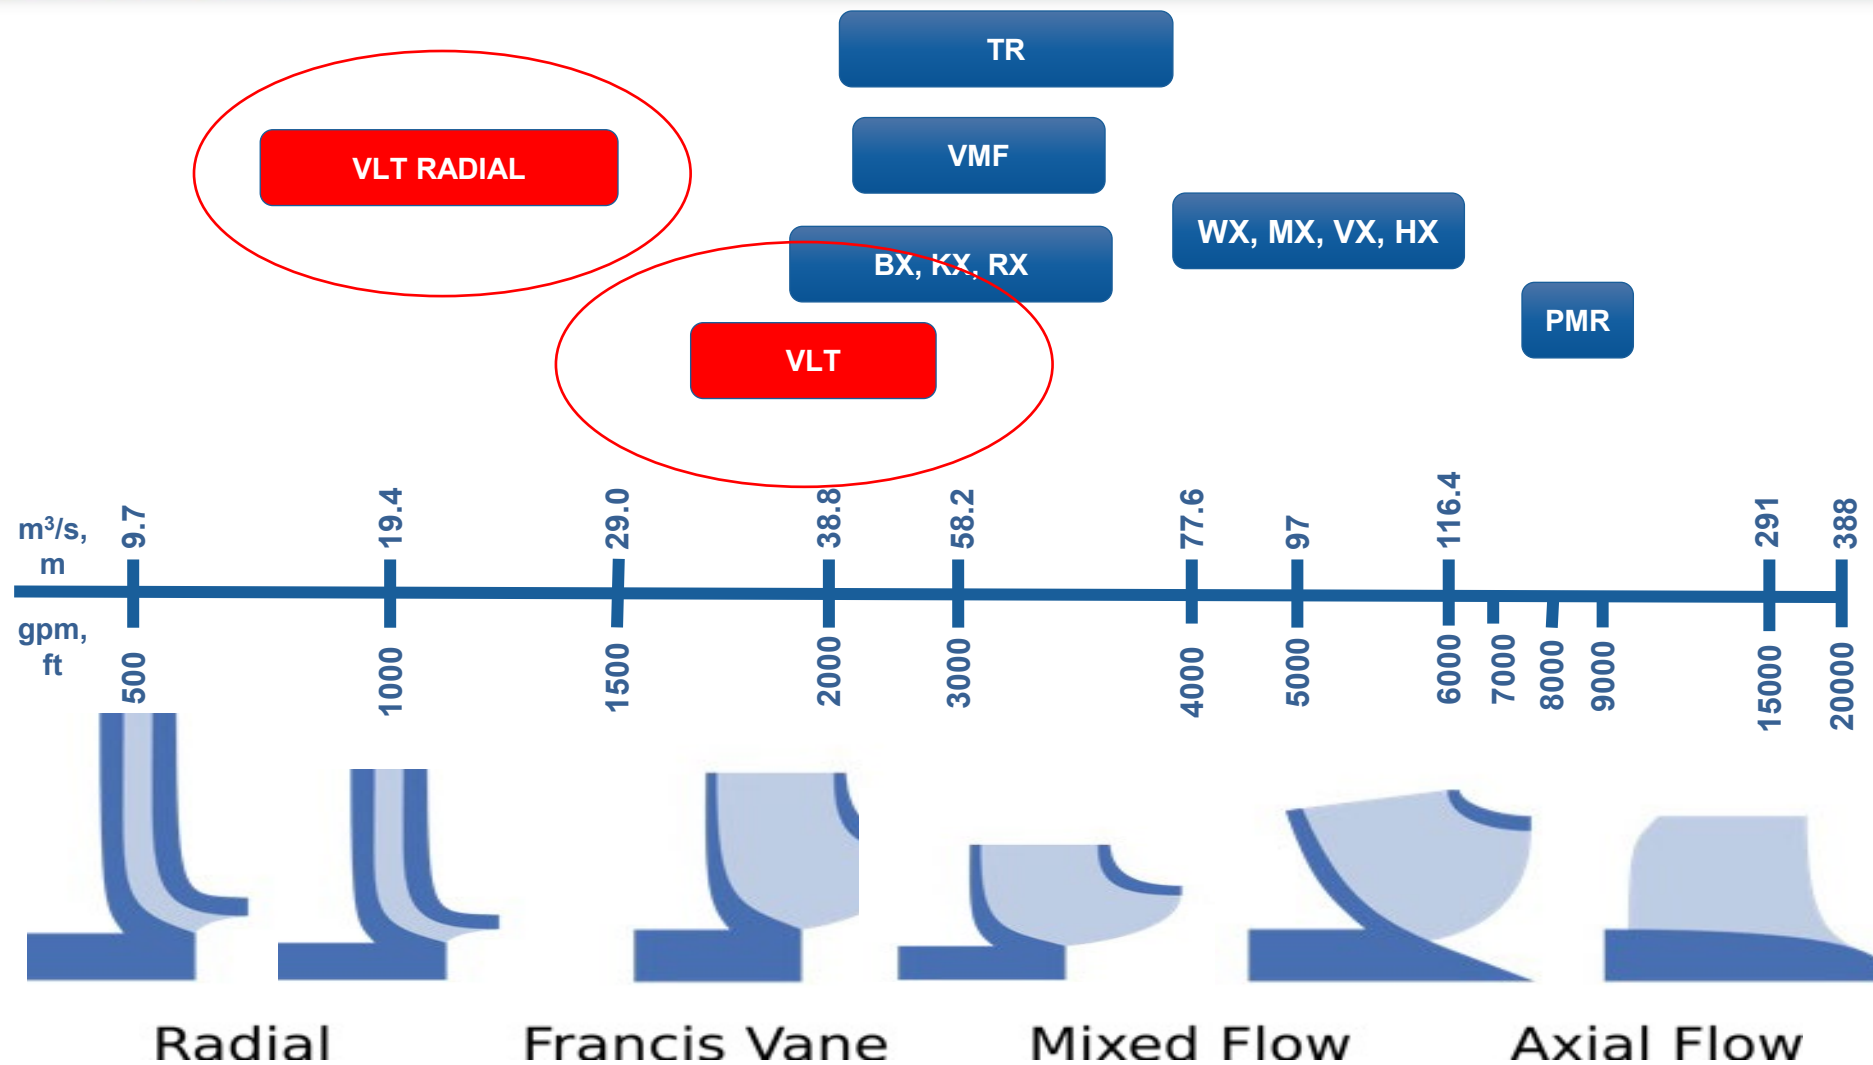 TR
VLT RADIAL
VMF
WX, MX, VX, HX
BX, KX, RX
PMR
VLT
m³/s,
m
9.7
19.4
29.0
38.8
58.2
77.6
97
116.4
291
388
gpm,
ft
500
1000
1500
2000
3000
4000
5000
6000
7000
8000
9000
15000
20000
Radial
Francis Vane
Mixed Flow
Axial Flow